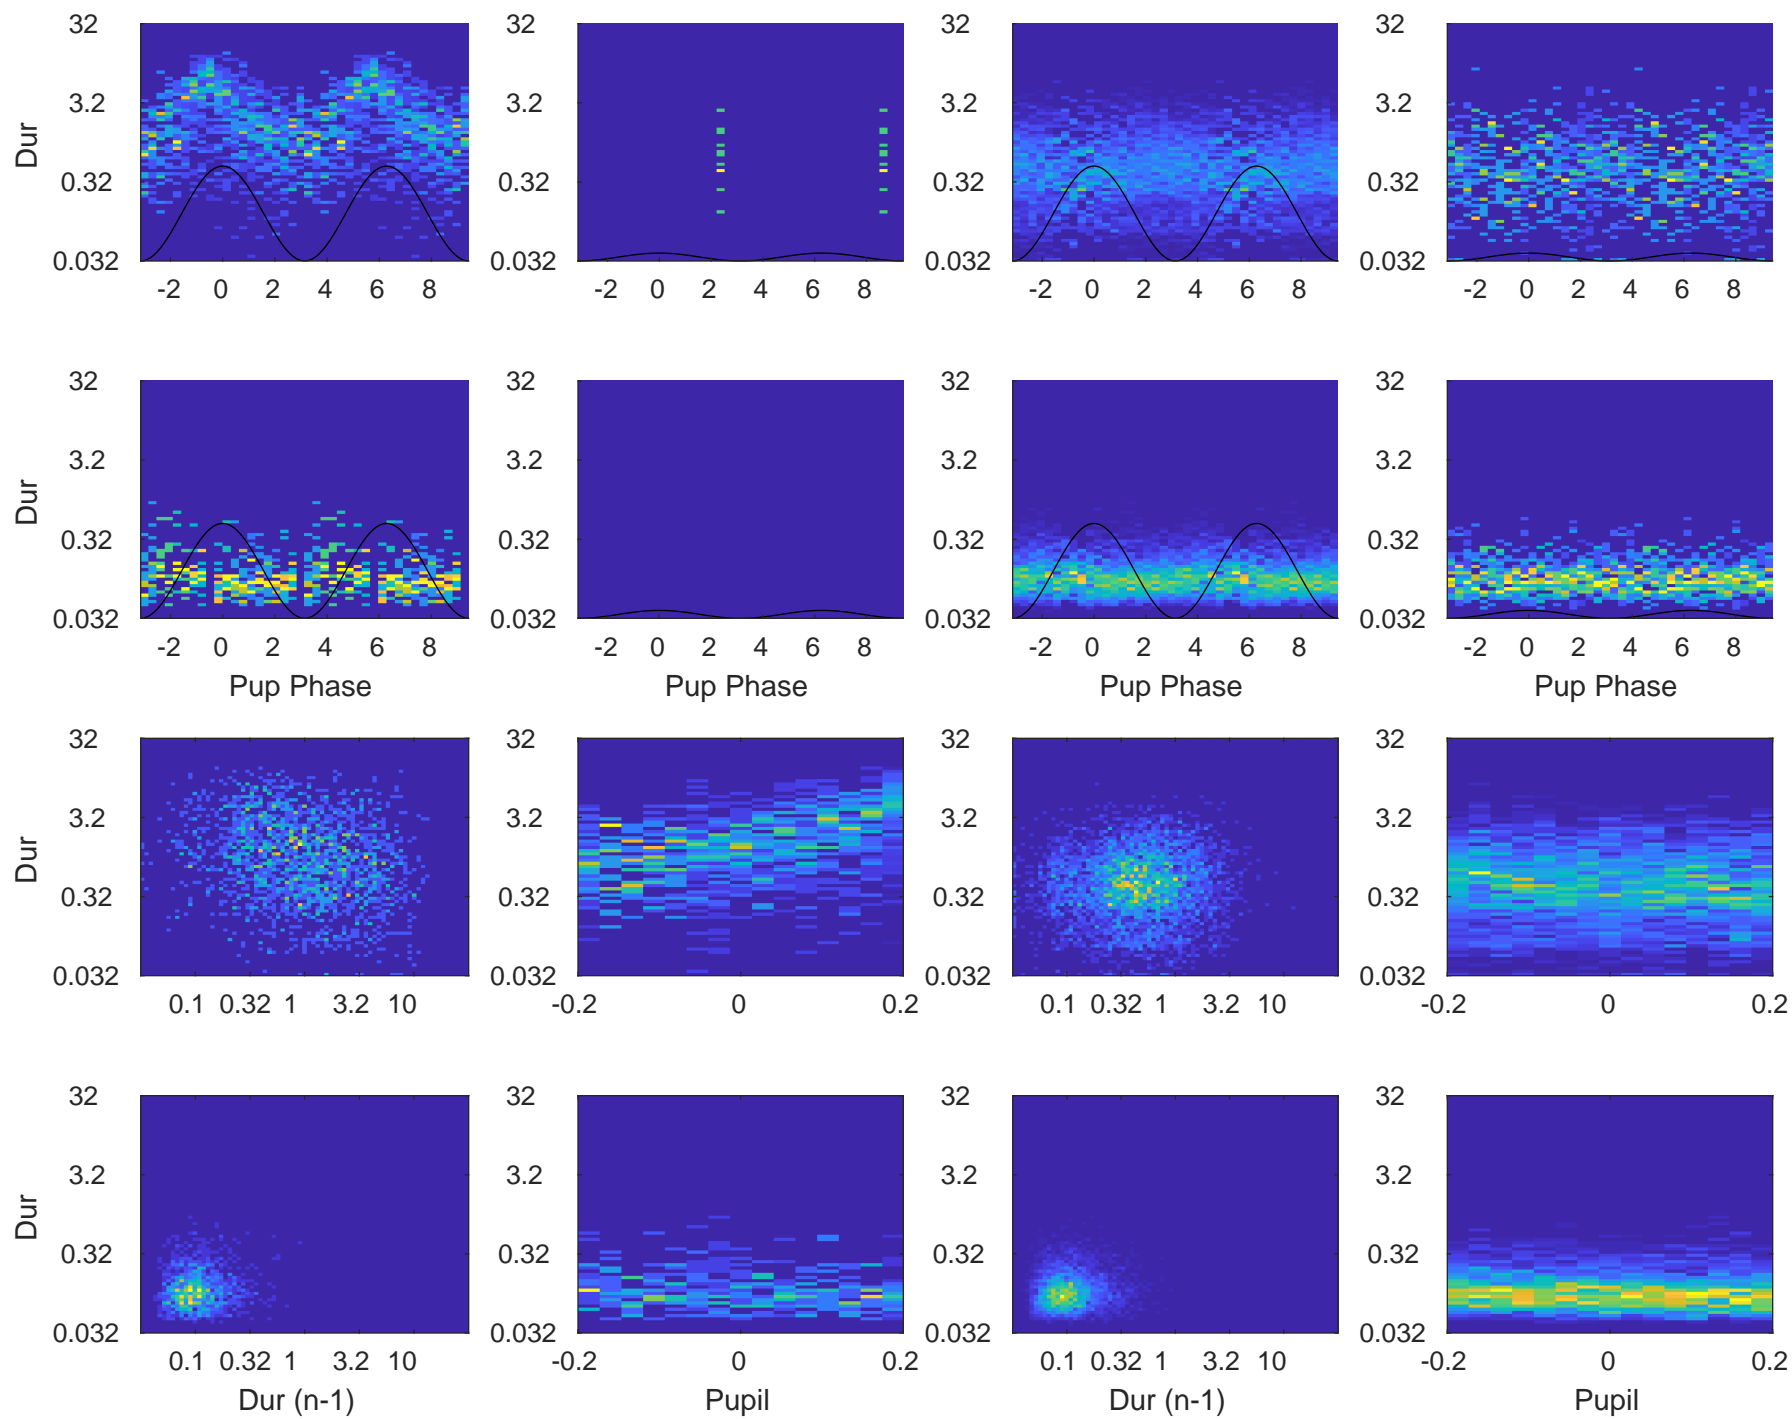 32 32 32 32
Dur 3.2 3.2 3.2 3.2
0.32 0.32 0.32 0.32
0.032 0.032 0.032 0.032
-2 0 2 4 6 8 -2 0 2 4 6 8 -2 0 2 4 6 8 -2 0 2 4 6 8
32 32 32 32
Dur 3.2 3.2 3.2 3.2
0.32 0.32 0.32 0.32
0.032 0.032 0.032 0.032
-2 0 2 4 6 8 -2 0 2 4 6 8 -2 0 2 4 6 8 -2 0 2 4 6 8
Pup Phase Pup Phase Pup Phase Pup Phase
32 32 32 32
Dur 3.2 3.2 3.2 3.2
0.32 0.32 0.32 0.32
0.032 0.032 0.032 0.032
0.1 0.32 1 3.2 10 -0.2 0 0.2 0.1 0.32 1 3.2 10 -0.2 0 0.2
32 32 32 32
Dur 3.2 3.2 3.2 3.2
0.32 0.32 0.32 0.32
0.032 0.032 0.032 0.032
0.1 0.32 1 3.2 10 -0.2 0 0.2 0.1 0.32 1 3.2 10 -0.2 0 0.2
Dur (n-1) Pupil Dur (n-1) Pupil